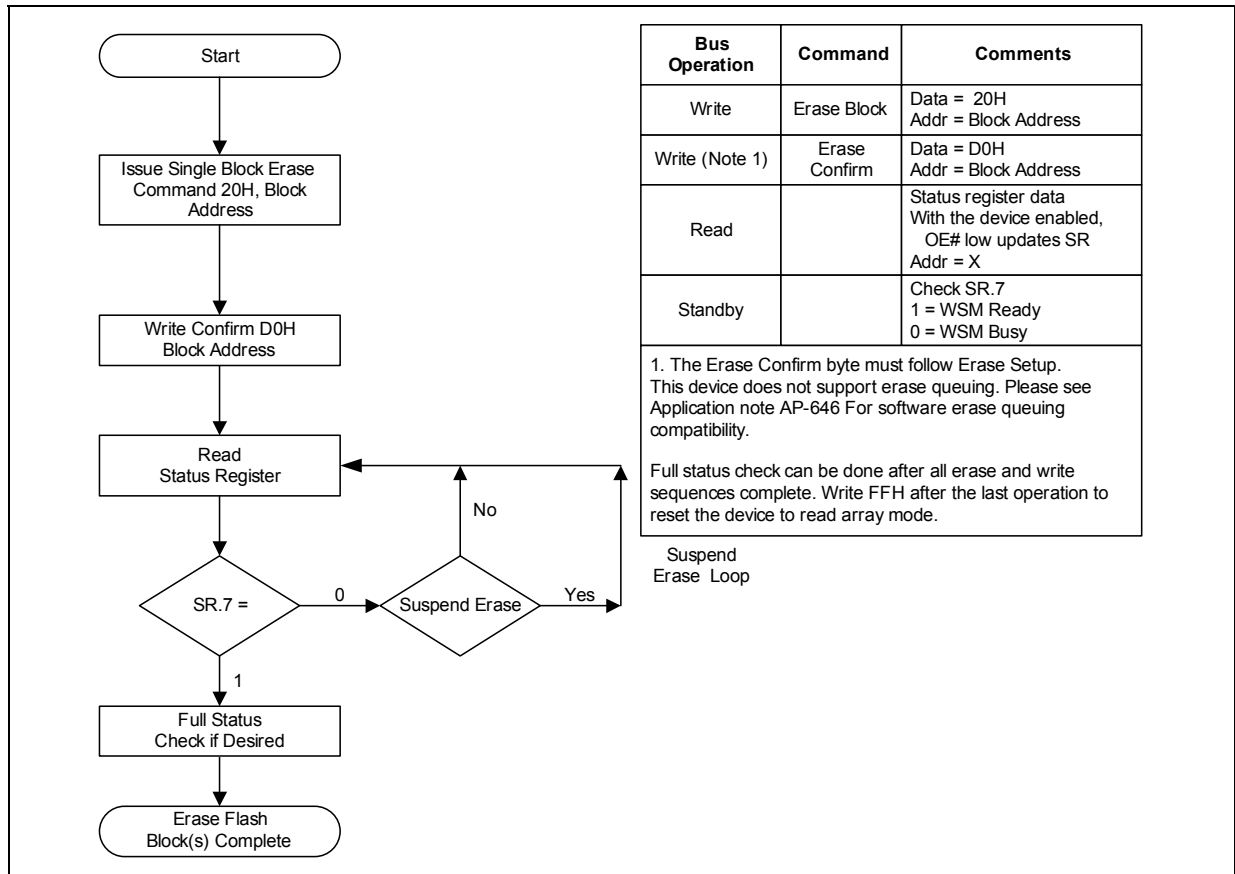 Start
Issue Single Block Erase
Command 20H, Block
Address
Write Confirm D0H
Block Address
Read
Status Register
No
SR.7 =
0
Suspend Erase
Yes
1
Full Status
Check if Desired
Erase Flash
Block(s) Complete
Suspend
Erase Loop
Bus
Operation
Command
Comments
Write
Erase Block
Data = 20H
Addr = Block Address
Write (Note 1)
Erase
Confirm
Data = D0H
Addr = Block Address
Read
Status register data
With the device enabled,
OE# low updates SR
Addr = X
Standby
Check SR.7
1 = WSM Ready
0 = WSM Busy
1. The Erase Confirm byte must follow Erase Setup.
This device does not support erase queuing. Please see
Application note AP-646 For software erase queuing
compatibility.
Full status check can be done after all erase and write
sequences complete. Write FFH after the last operation to
reset the device to read array mode.